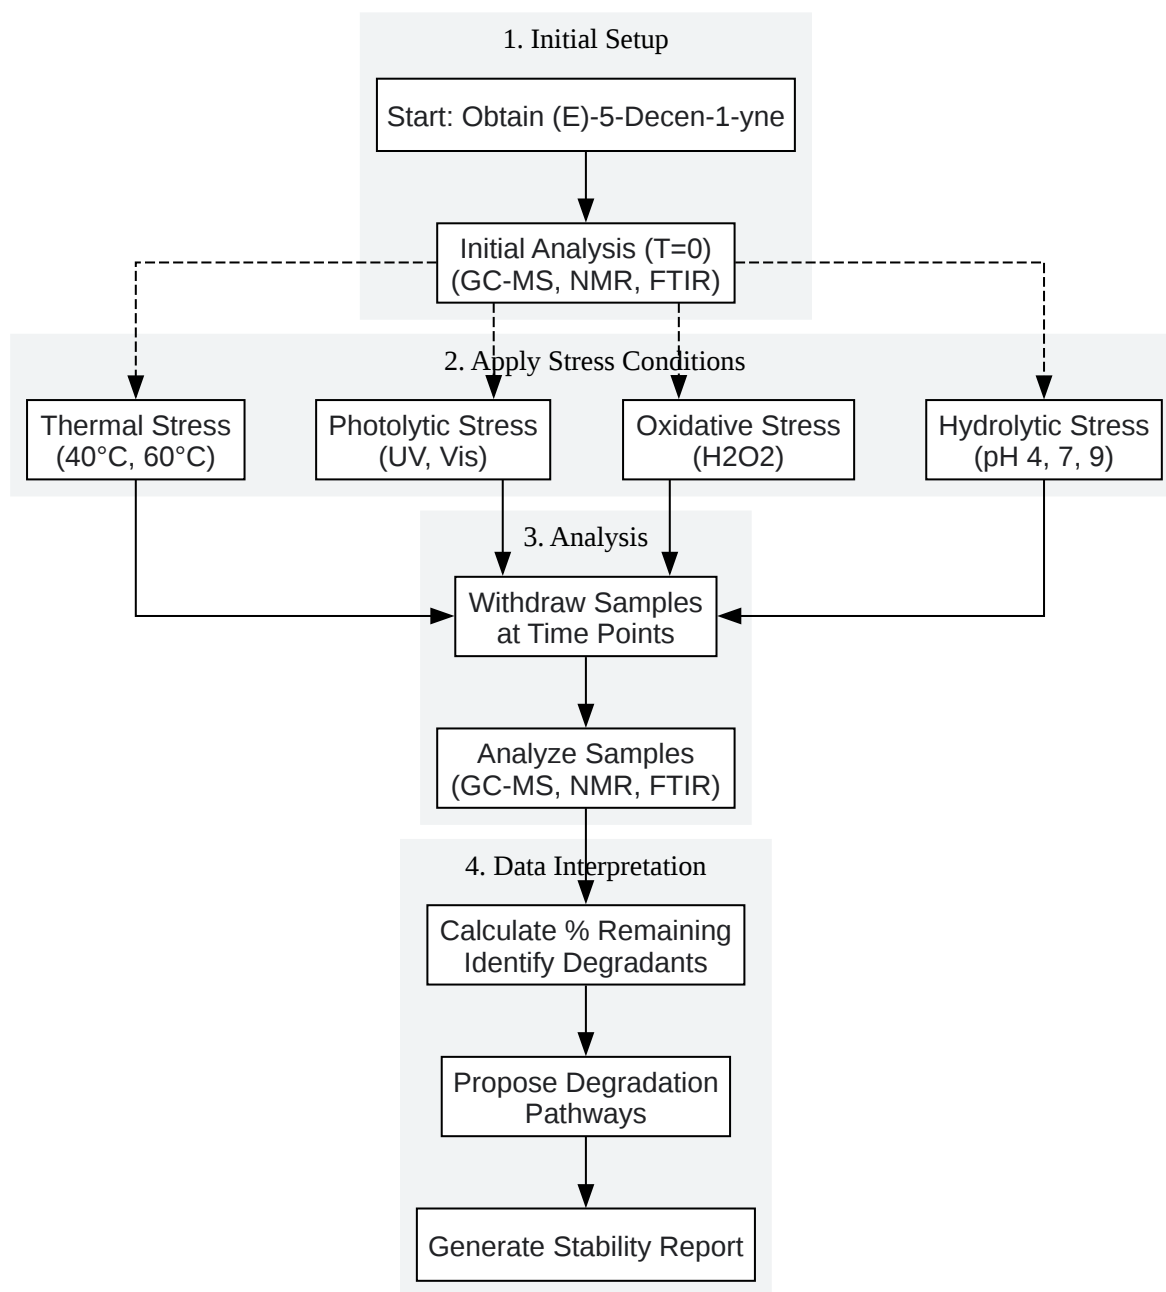 1. Initial Setup
Start: Obtain (E)-5-Decen-1-yne
Initial Analysis (T=0)
(GC-MS, NMR, FTIR)
2. Apply Stress Conditions
Thermal Stress
(40°C, 60°C)
Photolytic Stress
(UV, Vis)
Oxidative Stress
(H2O2)
Hydrolytic Stress
(pH 4, 7, 9)
3. Analysis
Withdraw Samples
at Time Points
Analyze Samples
(GC-MS, NMR, FTIR)
4. Data Interpretation
Calculate % Remaining
Identify Degradants
Propose Degradation
Pathways
Generate Stability Report